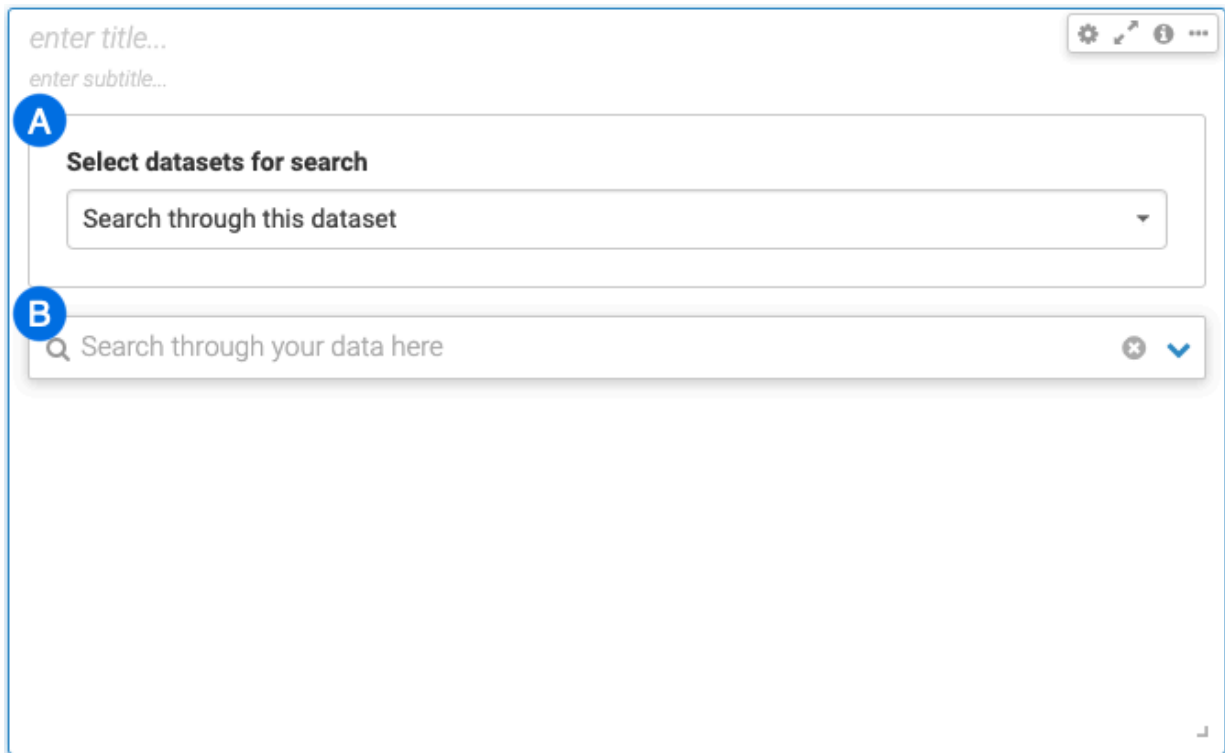 enter title...
enter subtitle...
A
Select datasets for search
Search through this dataset
B
Search through your data here